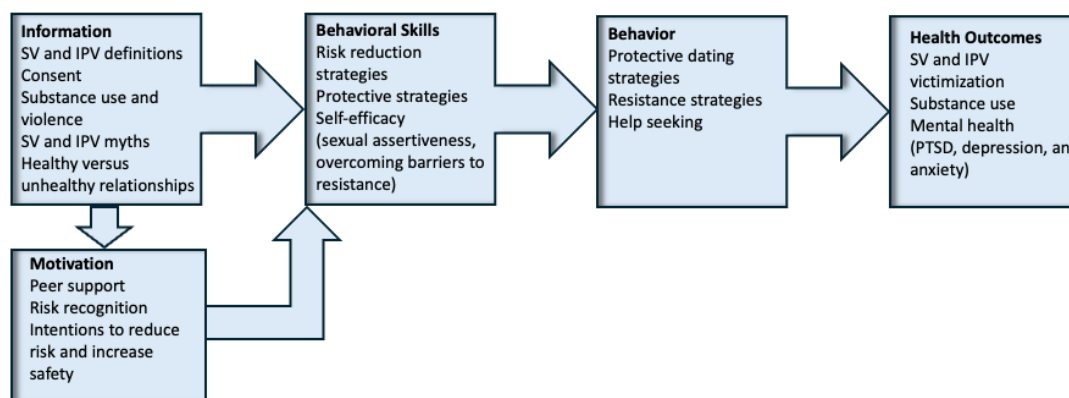 Information
SV and IPV definitions
Consent
Substance use and
violence
SV and IPV myths
Healthy versus
unhealthy relationships
Motivation
Peer support
Risk recognition
Intentions to reduce
risk and increase
safety
Behavioral Skills
Risk reduction
strategies
Protective strategies
Self-efficacy
(sexual assertiveness,
overcoming barriers to
resistance)
Behavior
Protective dating
strategies
Resistance strategies
Help seeking
Health Outcomes
SV and IPV
victimization
Substance use
Mental health
(PTSD, depression, an
anxiety)